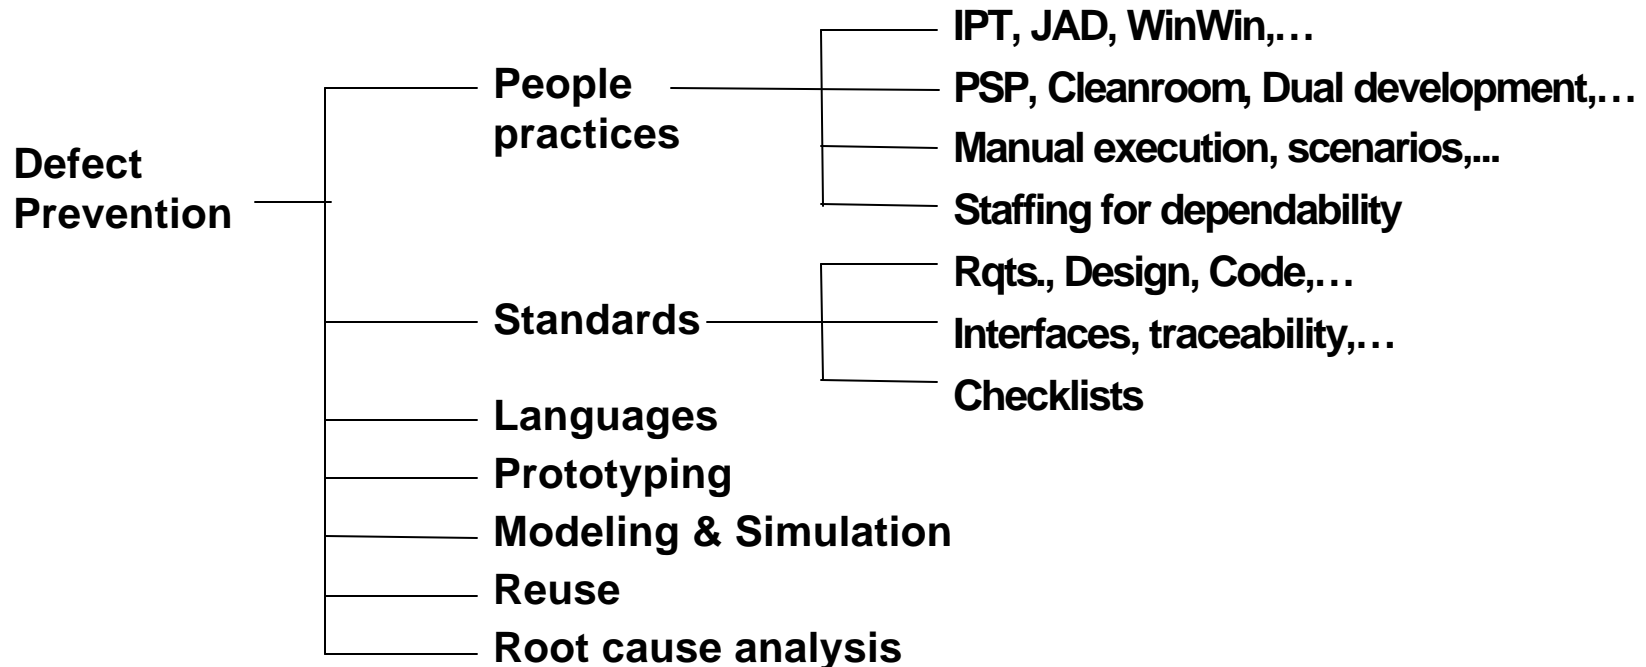 Defect
Prevention
People
practices
IPT, JAD, WinWin,…
PSP, Cleanroom, Dual development,…
Manual execution, scenarios,...
Staffing for dependability
Standards
Rqts., Design, Code,…
Interfaces, traceability,…
Checklists
Languages
Prototyping
Modeling & Simulation
Reuse
Root cause analysis